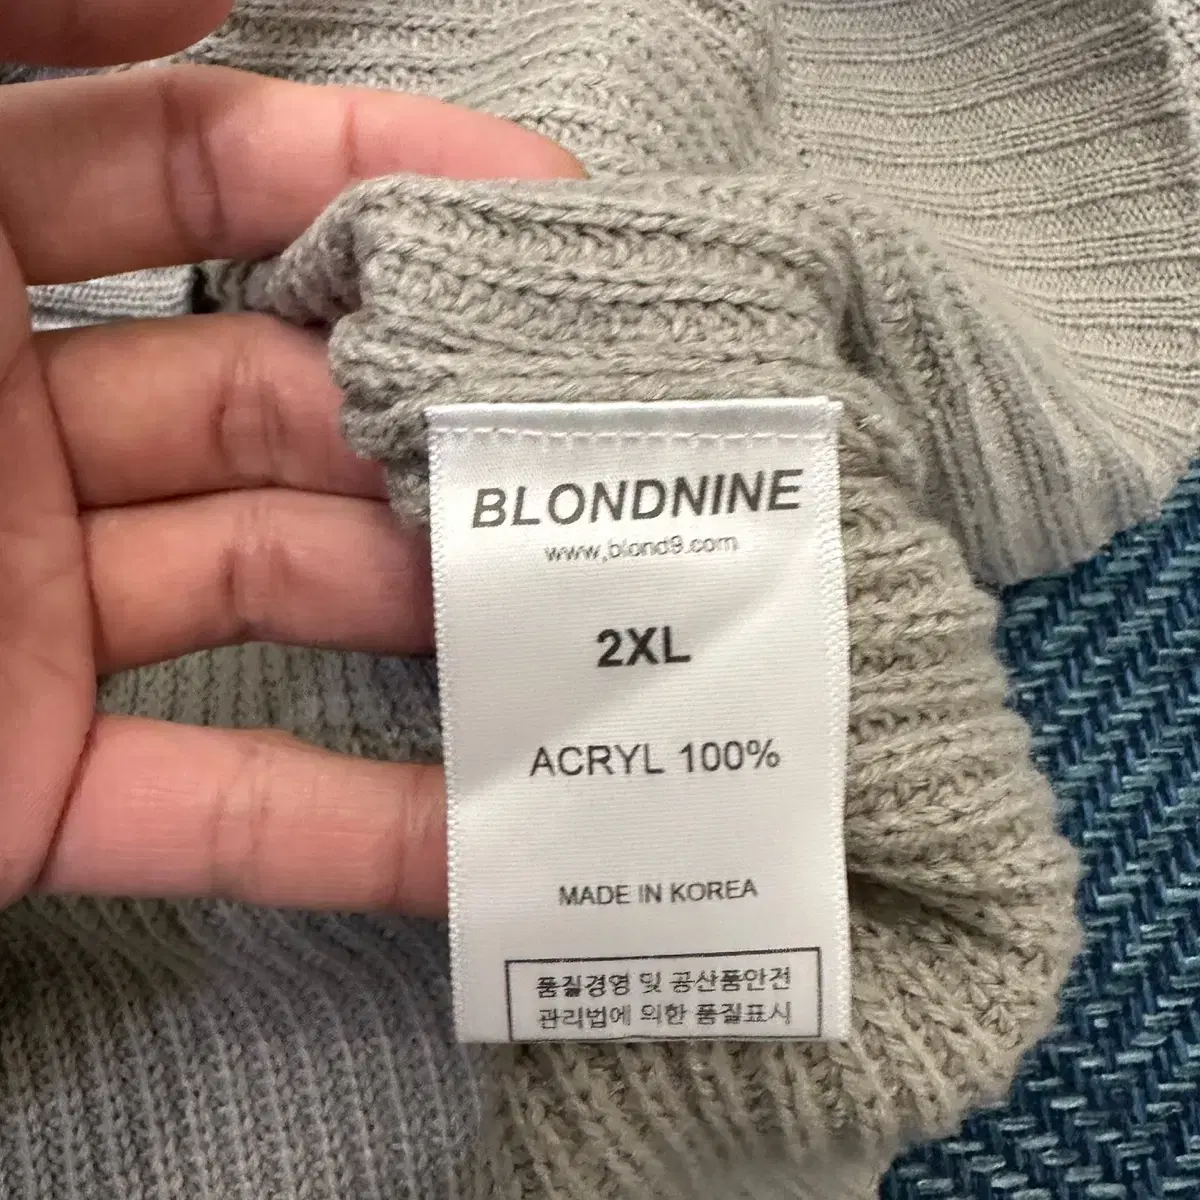 BLONDNINE
www,blond9.com
2XL
ACRYL 100%
MADE IN KOREA
품질경영 및 공산품안전
관리법에 의한 품질표시